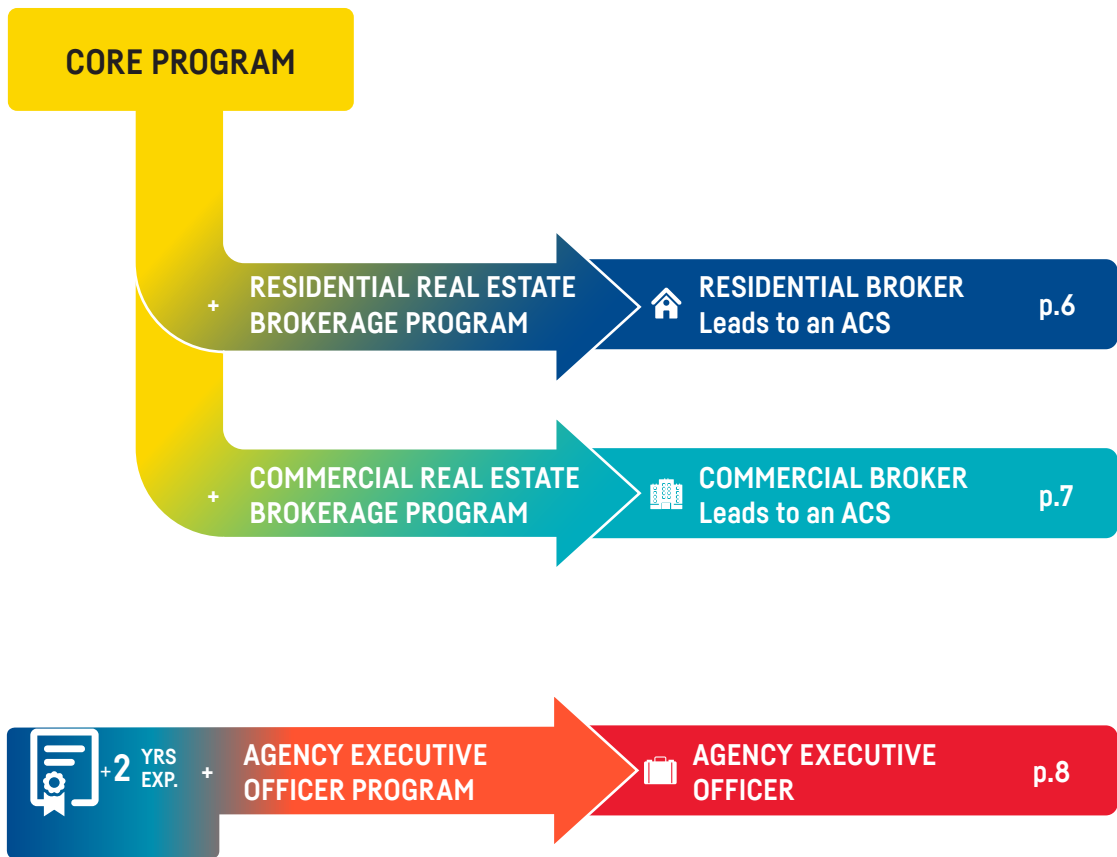 CORE PROGRAM
+ RESIDENTIAL REAL ESTATE
BROKERAGE PROGRAM
RESIDENTIAL BROKER
Leads to an ACS
p.6
+ COMMERCIAL REAL ESTATE
BROKERAGE PROGRAM
COMMERCIAL BROKER
Leads to an ACS
p.7
+2 YRS
EXP.
+ AGENCY EXECUTIVE
OFFICER PROGRAM
AGENCY EXECUTIVE
OFFICER
p.8